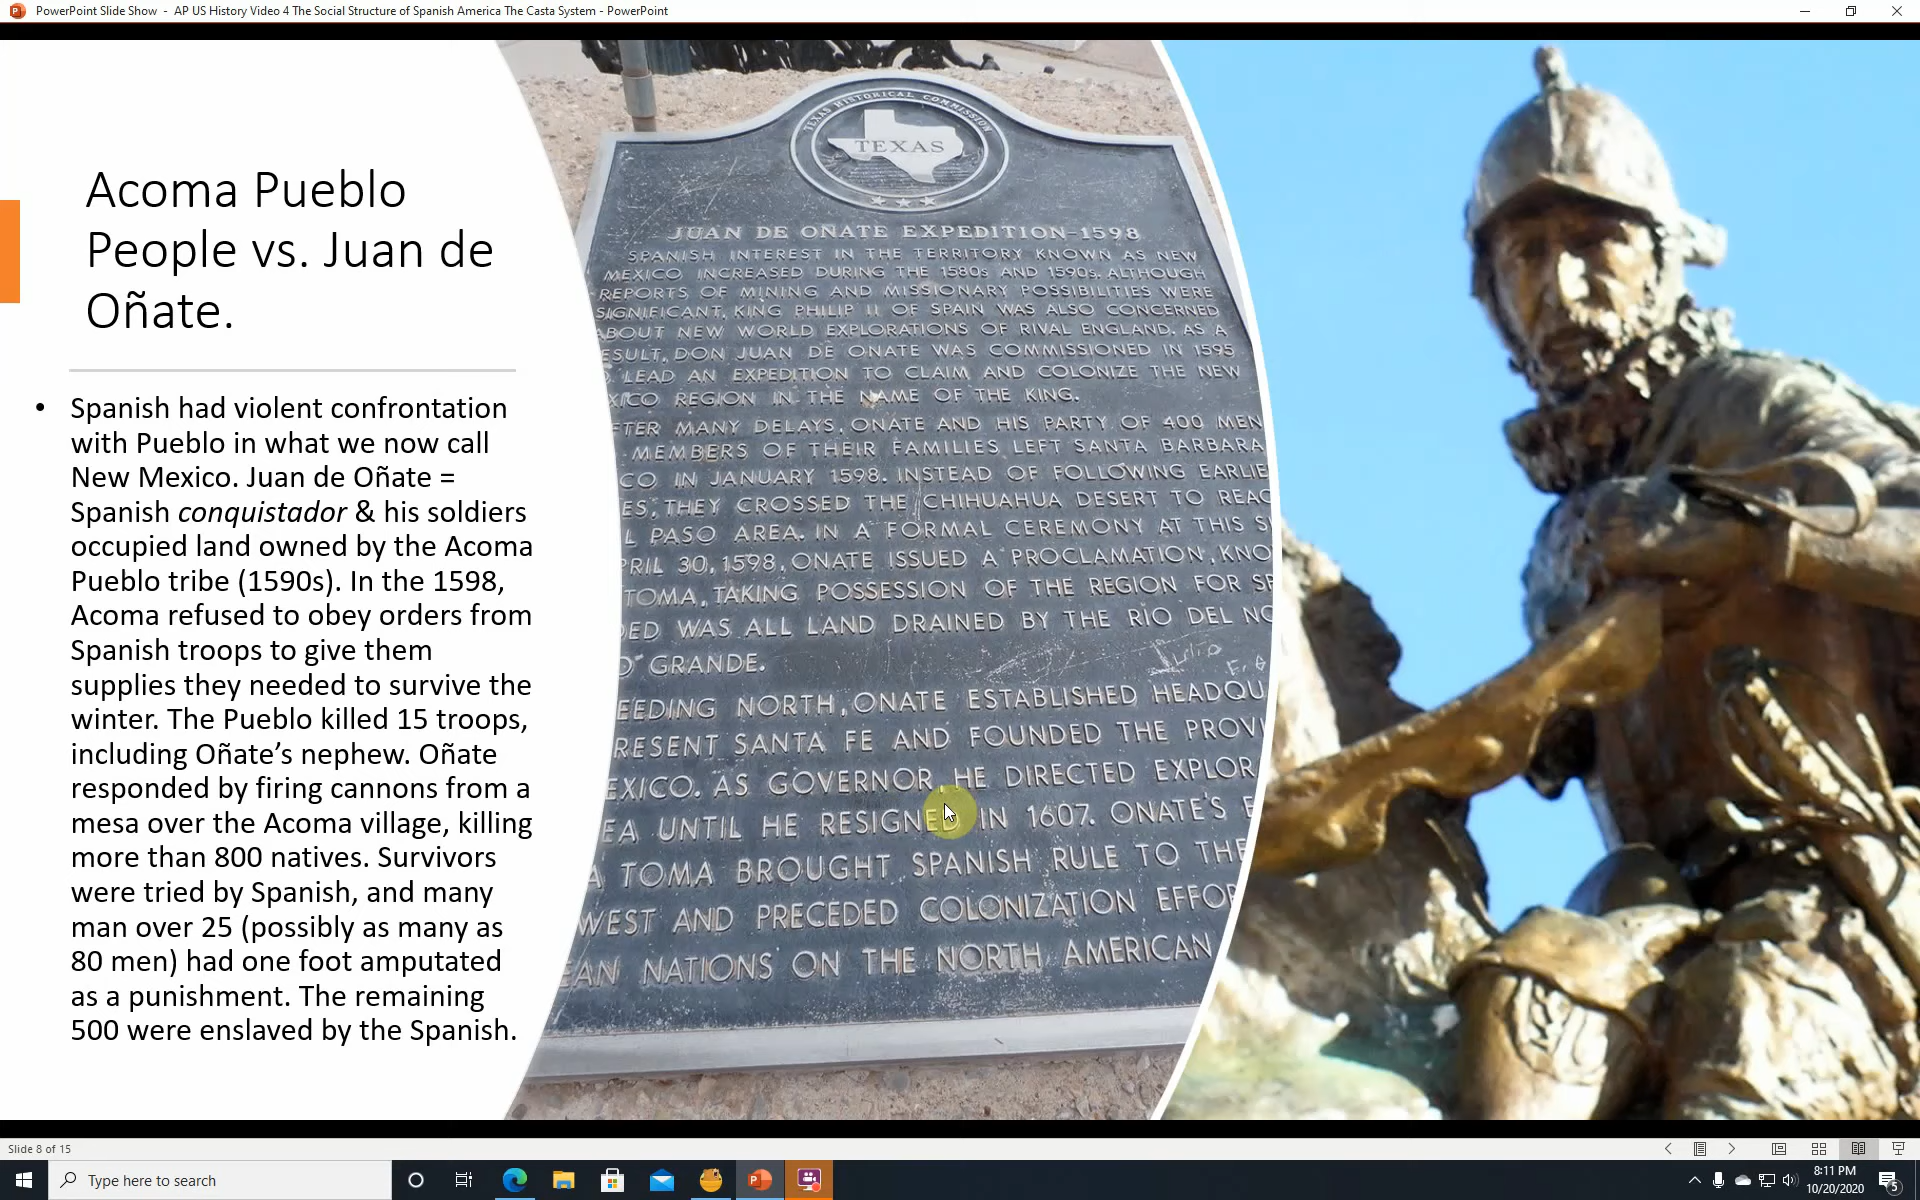 PowerPoint Slide Show - AP US History Video 4 The Social Structure of Spanish America The Casta System - PowerPoint
Acoma Pueblo
People vs. Juan de
Oñate.
• Spanish had violent confrontation
with Pueblo in what we now call
New Mexico. Juan de Oñate =
Spanish conquistador & his soldiers
occupied land owned by the Acoma
Pueblo tribe (1590s). In the 1598,
Acoma refused to obey orders from
Spanish troops to give them
supplies they needed to survive the
winter. The Pueblo killed 15 troops,
including Oñate's nephew. Oñate
responded by firing cannons from a
mesa over the Acoma village, killing
more than 800 natives. Survivors
were tried by Spanish, and many
man over 25 (possibly as many as
80 men) had one foot amputated
as a punishment. The remaining
500 were enslaved by the Spanish.
TEXAS HISTORICAL COMMISSION
TEXAS
JUAN DE OÑATE EXPEDITION-1598
SPANISH INTEREST IN THE TERRITORY KNOWN AS NEW
MEXICO INCREASED DURING THE 1580s AND 1590s. ALTHOUGH
REPORTS OF MINING AND MISSIONARY POSSIBILITIES WERE
SIGNIFICANT, KING PHILIP II OF SPAIN WAS ALSO CONCERNED
ABOUT NEW WORLD EXPLORATIONS OF RIVAL ENGLAND. AS A
ESULT, DON JUAN DE ONATE WAS COMMISSIONED IN 1595
LEAD AN EXPEDITION TO CLAIM AND COLONIZE THE NEW
XICO REGION IN THE NAME OF THE KING.
FTER MANY DELAYS, ONATE AND HIS PARTY OF 400 MEN
MEMBERS OF THEIR FAMILIES LEFT SANTA BARBARA
CO IN JANUARY 1598. INSTEAD OF FOLLOWING EARLIE
ES, THEY CROSSED THE CHIHUAHUA DESERT TO REAC
L PASO AREA. IN A FORMAL CEREMONY AT THIS S
PRIL 30, 1598, ONATE ISSUED A PROCLAMATION, KNO
TOMA, TAKING POSSESSION OF THE REGION FOR SP
DED WAS ALL LAND DRAINED BY THE RIO DEL NO
O GRANDE.
EEDING NORTH, ONATE ESTABLISHED HEADQU
RESENT SANTA FE AND FOUNDED THE PROVI
EXICO. AS GOVERNOR, HE DIRECTED EXPLOR
EA UNTIL HE RESIGNED IN 1607. ONATE'S E
A TOMA BROUGHT SPANISH RULE TO THE
WEST AND PRECEDED COLONIZATION EFFOR
EAN NATIONS ON THE NORTH AMERICAN
Slide 8 of 15
Type here to search
8:11 PM
10/20/2020
5